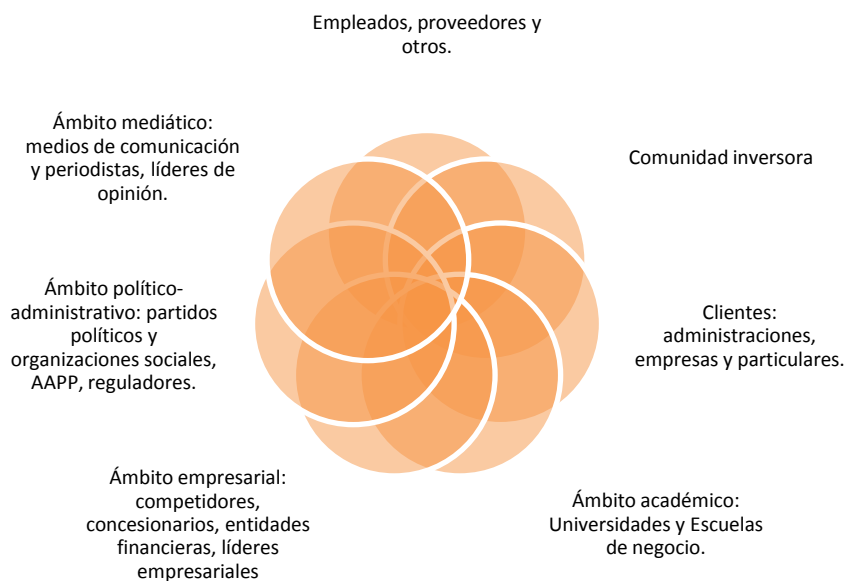 Empleados, proveedores y
otros.
Comunidad inversora
Clientes:
administraciones,
empresas y particulares.
Ámbito académico:
Universidades y Escuelas
de negocio.
Ámbito empresarial:
competidores,
concesionarios, entidades
financieras, líderes
empresariales
Ámbito político-
administrativo: partidos
políticos y
organizaciones sociales,
AAPP, reguladores.
Ámbito mediático:
medios de comunicación
y periodistas, líderes de
opinión.